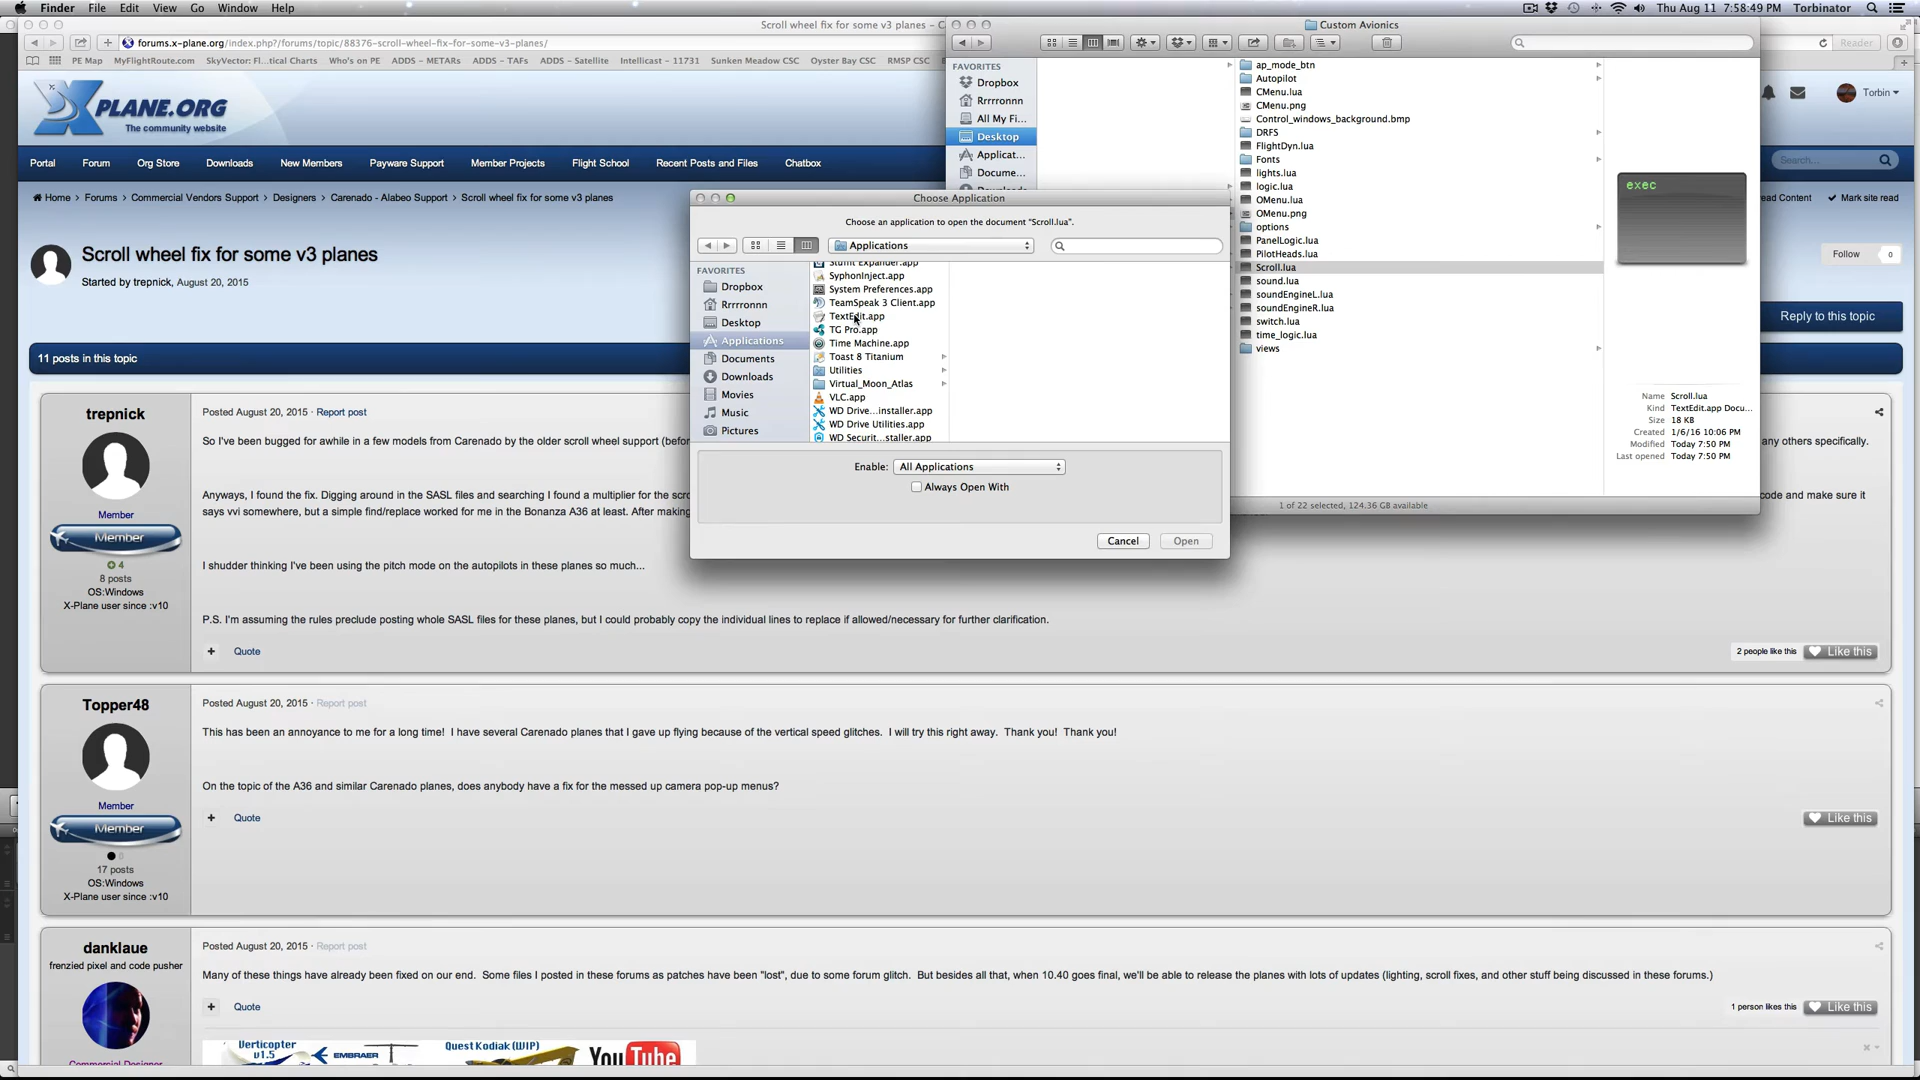 Finder File Edit View Go Window Help
Thu Aug 11 7:58:49 PM Torbinator
Scroll wheel fix for some v3 planes – C
forums.x-plane.org/index.php?/forums/topic/88376-scroll-wheel-fix-for-some-v3-planes/
Reader
PE Map MyFlightRoute.com SkyVector: Fl...tical Charts Who's on PE ADDS – METARs ADDS – TAFs ADDS – Satellite Intellicast – 11731 Sunken Meadow CSC Oyster Bay CSC RMSP CSC
X PLANE.ORG
The community website
Torbin
Portal Forum Org Store Downloads New Members Payware Support Member Projects Flight School Recent Posts and Files Chatbox
Search...
Home › Forums › Commercial Vendors Support › Designers › Carenado - Alabeo Support › Scroll wheel fix for some v3 planes
read Content Mark site read
Scroll wheel fix for some v3 planes
Started by trepnick, August 20, 2015
Follow 0
Reply to this topic
11 posts in this topic
trepnick
Member
Member
4
8 posts
OS:Windows
X-Plane user since :v10
Posted August 20, 2015 · Report post
So I've been bugged for awhile in a few models from Carenado by the older scroll wheel support (befor
any others specifically.
Anyways, I found the fix. Digging around in the SASL files and searching I found a multiplier for the scro
code and make sure it
says vvi somewhere, but a simple find/replace worked for me in the Bonanza A36 at least. After making
I shudder thinking I've been using the pitch mode on the autopilots in these planes so much...
P.S. I'm assuming the rules preclude posting whole SASL files for these planes, but I could probably copy the individual lines to replace if allowed/necessary for further clarification.
+ Quote
2 people like this Like this
Topper48
Member
Member
17 posts
OS:Windows
X-Plane user since :v10
Posted August 20, 2015 · Report post
This has been an annoyance to me for a long time! I have several Carenado planes that I gave up flying because of the vertical speed glitches. I will try this right away. Thank you! Thank you!
On the topic of the A36 and similar Carenado planes, does anybody have a fix for the messed up camera pop-up menus?
+ Quote
Like this
danklaue
frenzied pixel and code pusher
Commercial Designer
Posted August 20, 2015 · Report post
Many of these things have already been fixed on our end. Some files I posted in these forums as patches have been "lost", due to some forum glitch. But besides all that, when 10.40 goes final, we'll be able to release the planes with lots of updates (lighting, scroll fixes, and other stuff being discussed in these forums.)
+ Quote
1 person likes this Like this
Verticopter
v1.5
EMBRAER
Quest Kodiak (WIP)
YouTube
Custom Avionics
FAVORITES
Dropbox
Rrrrronnn
All My Fi...
Desktop
Applicat...
Docume...
ap_mode_btn
Autopilot
CMenu.lua
CMenu.png
Control_windows_background.bmp
DRFS
FlightDyn.lua
Fonts
lights.lua
logic.lua
OMenu.lua
OMenu.png
options
PanelLogic.lua
PilotHeads.lua
Scroll.lua
sound.lua
soundEngineL.lua
soundEngineR.lua
switch.lua
time_logic.lua
views
exec
Name Scroll.lua
Kind TextEdit.app Docu...
Size 18 KB
Created 1/6/16 10:06 PM
Modified Today 7:50 PM
Last opened Today 7:50 PM
1 of 22 selected, 124.36 GB available
Choose Application
Choose an application to open the document "Scroll.lua".
Applications
FAVORITES
Dropbox
Rrrrronnn
Desktop
Applications
Documents
Downloads
Movies
Music
Pictures
StuffIt Expander.app
SyphonInject.app
System Preferences.app
TeamSpeak 3 Client.app
TextEdit.app
TG Pro.app
Time Machine.app
Toast 8 Titanium
Utilities
Virtual_Moon_Atlas
VLC.app
WD Drive...installer.app
WD Drive Utilities.app
WD Securit...staller.app
Enable: All Applications
Always Open With
Cancel Open